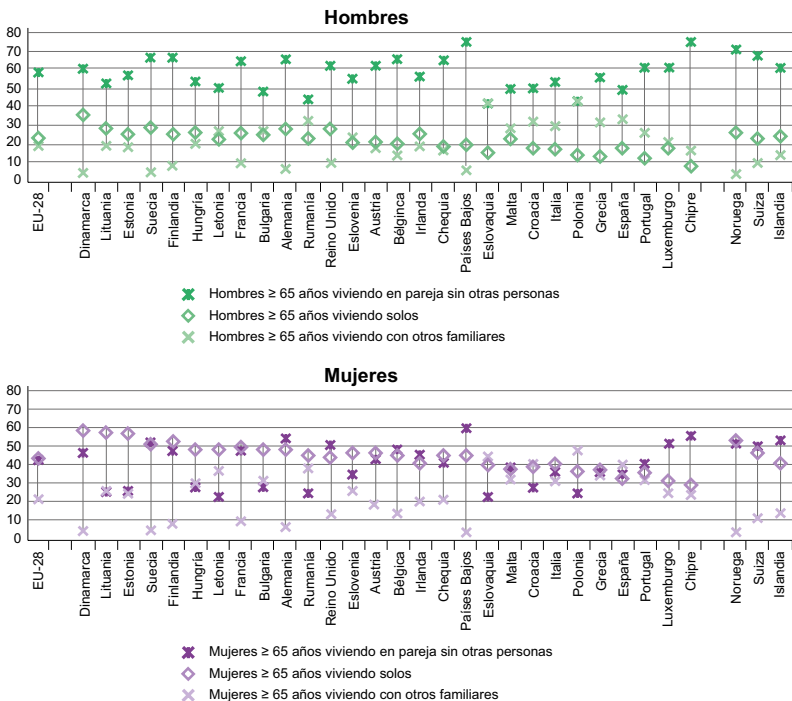 Hombres
80
70
60
50
40
30
20
10
0
EU-28
Dinamarca
Lituania
Estonia
Suecia
Finlandia
Hungría
Letonia
Francia
Bulgaria
Alemania
Rumanía
Reino Unido
Eslovenia
Austria
Bélginca
Irlanda
Chequia
Países Bajos
Eslovaquia
Malta
Croacia
Italia
Polonia
Grecia
España
Portugal
Luxemburgo
Chipre
Noruega
Suiza
Islandia
Hombres ≥ 65 años viviendo en pareja sin otras personas
Hombres ≥ 65 años viviendo solos
Hombres ≥ 65 años viviendo con otros familiares
Mujeres
80
70
60
50
40
30
20
10
0
EU-28
Dinamarca
Lituania
Estonia
Suecia
Finlandia
Hungría
Letonia
Francia
Bulgaria
Alemania
Rumanía
Reino Unido
Eslovenia
Austria
Bélgica
Irlanda
Chequia
Países Bajos
Eslovaquia
Malta
Croacia
Italia
Polonia
Grecia
España
Portugal
Luxemburgo
Chipre
Noruega
Suiza
Islandia
Mujeres ≥ 65 años viviendo en pareja sin otras personas
Mujeres ≥ 65 años viviendo solos
Mujeres ≥ 65 años viviendo con otros familiares